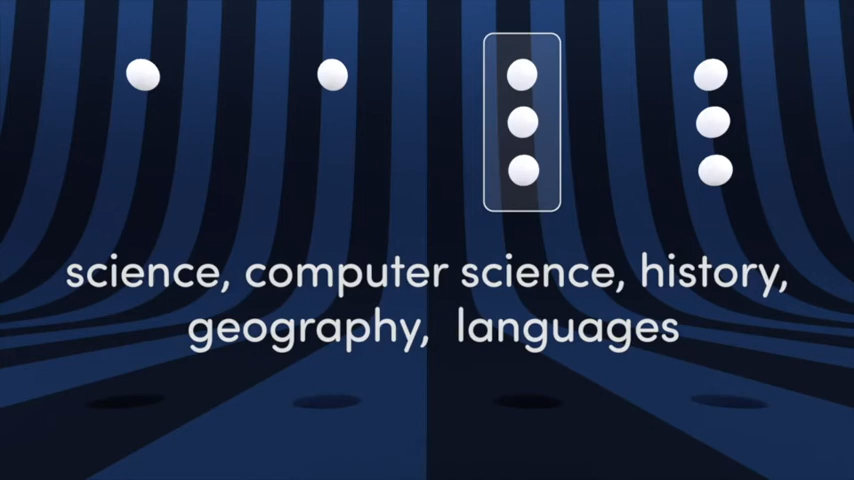 science, computer science, history,
geography, languages